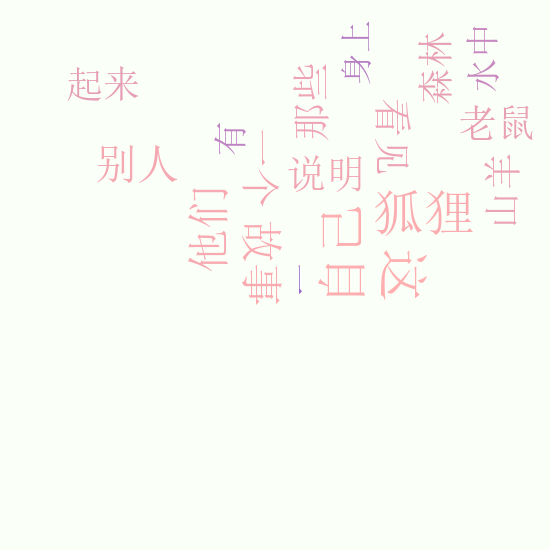 身上
森林
水中
起来
那些
看见
老鼠
有
别人
一个
说明
山羊
他们
故事
自己
狐狸
这
一